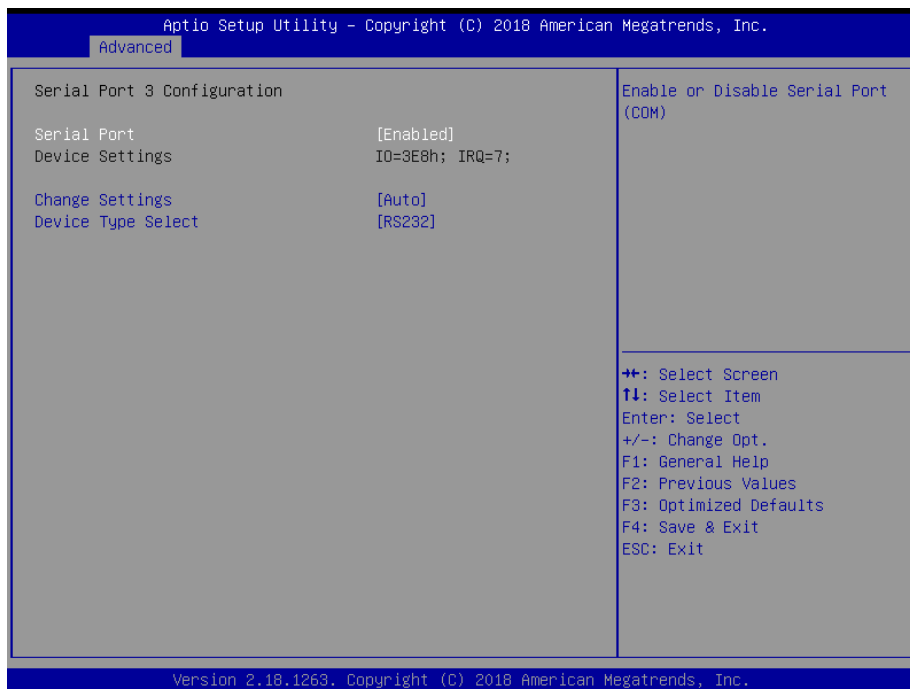 Aptio Setup Utility – Copyright (C) 2018 American Megatrends, Inc.
Advanced
Serial Port 3 Configuration
Serial Port [Enabled]
Device Settings IO=3E8h; IRQ=7;
Change Settings [Auto]
Device Type Select [RS232]
Enable or Disable Serial Port
(COM)
→←: Select Screen
↑↓: Select Item
Enter: Select
+/-: Change Opt.
F1: General Help
F2: Previous Values
F3: Optimized Defaults
F4: Save & Exit
ESC: Exit
Version 2.18.1263. Copyright (C) 2018 American Megatrends, Inc.